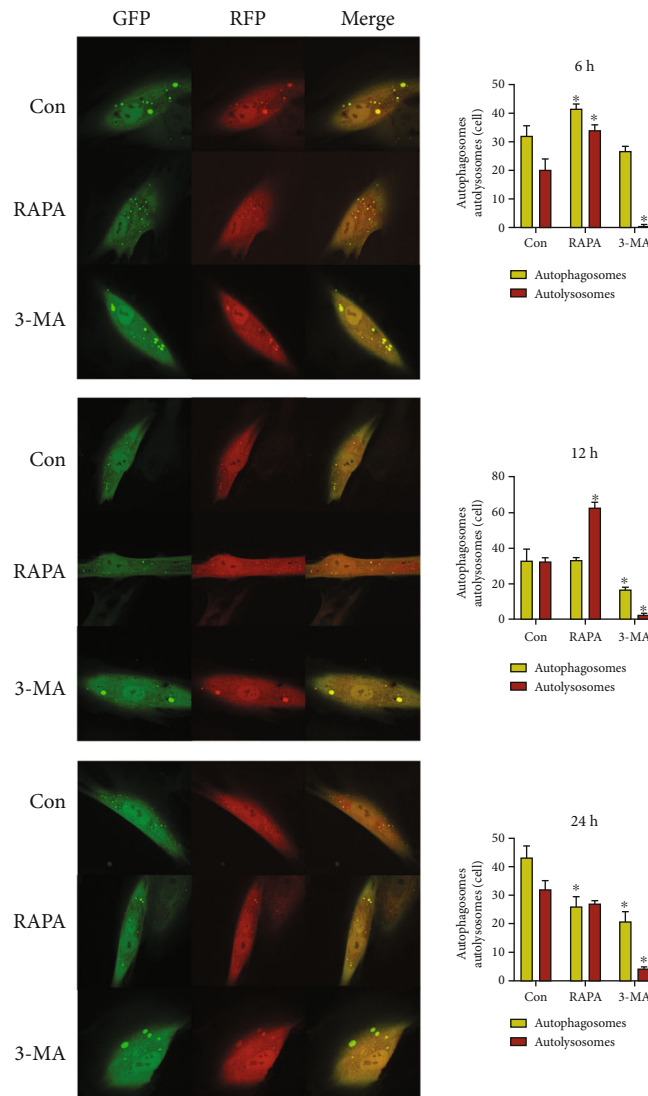 GFP RFP Merge
Con
RAPA
3-MA
6 h
Autophagosomes
autolysosomes (cell)
50
40
30
20
10
0
* * *
Con RAPA 3-MA
Autophagosomes
Autolysosomes
Con
RAPA
3-MA
12 h
Autophagosomes
autolysosomes (cell)
80
60
40
20
0
* * *
Con RAPA 3-MA
Autophagosomes
Autolysosomes
Con
RAPA
3-MA
24 h
Autophagosomes
autolysosomes (cell)
50
40
30
20
10
0
* * *
Con RAPA 3-MA
Autophagosomes
Autolysosomes